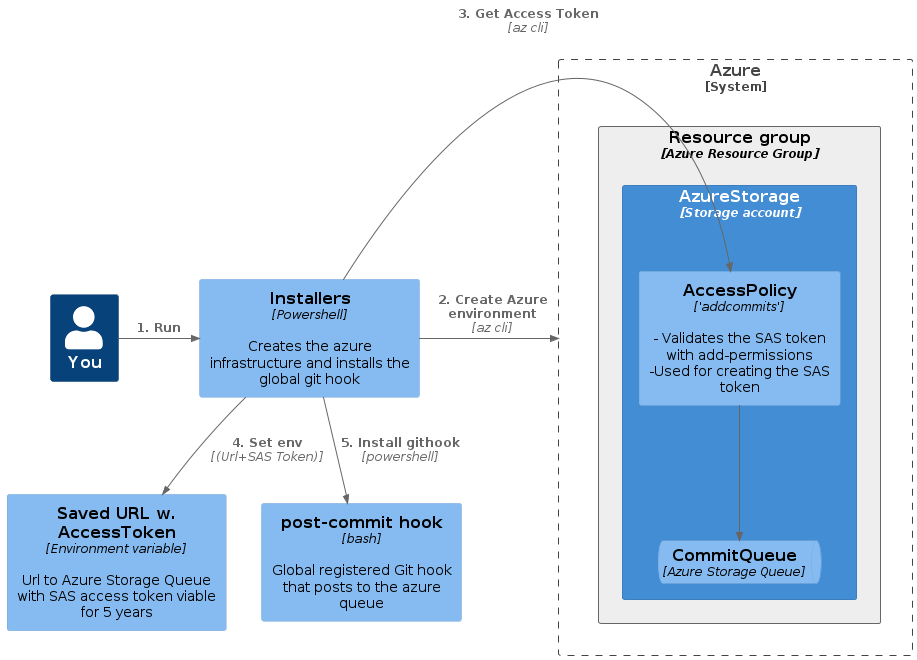 3. Get Access Token
[az cli]
Azure
[System]
Resource group
[Azure Resource Group]
AzureStorage
[Storage account]
AccessPolicy
['addcommits']
- Validates the SAS token
with add-permissions
-Used for creating the SAS
token
CommitQueue
[Azure Storage Queue]
You
1. Run
Installers
[Powershell]
Creates the azure
infrastructure and installs the
global git hook
2. Create Azure
environment
[az cli]
4. Set env
[(Url+SAS Token)]
5. Install githook
[powershell]
Saved URL w.
AccessToken
[Environment variable]
Url to Azure Storage Queue
with SAS access token viable
for 5 years
post-commit hook
[bash]
Global registered Git hook
that posts to the azure
queue